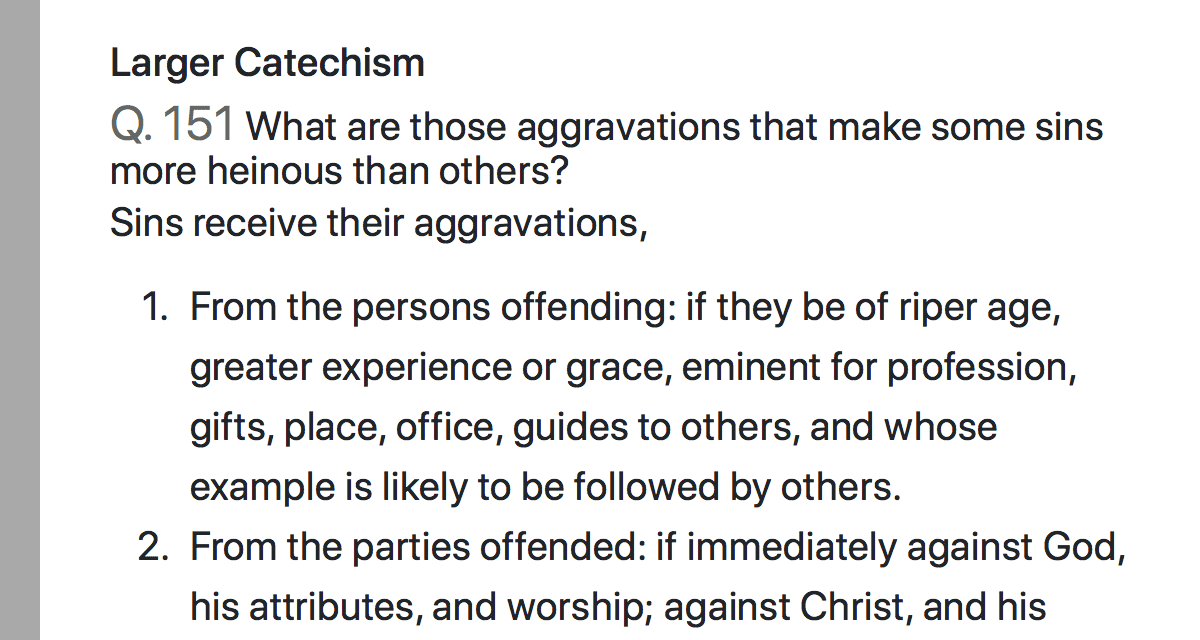 Larger Catechism
Q. 151 What are those aggravations that make some sins
more heinous than others?
Sins receive their aggravations,
1. From the persons offending: if they be of riper age,
greater experience or grace, eminent for profession,
gifts, place, office, guides to others, and whose
example is likely to be followed by others.
2. From the parties offended: if immediately against God,
his attributes, and worship; against Christ, and his